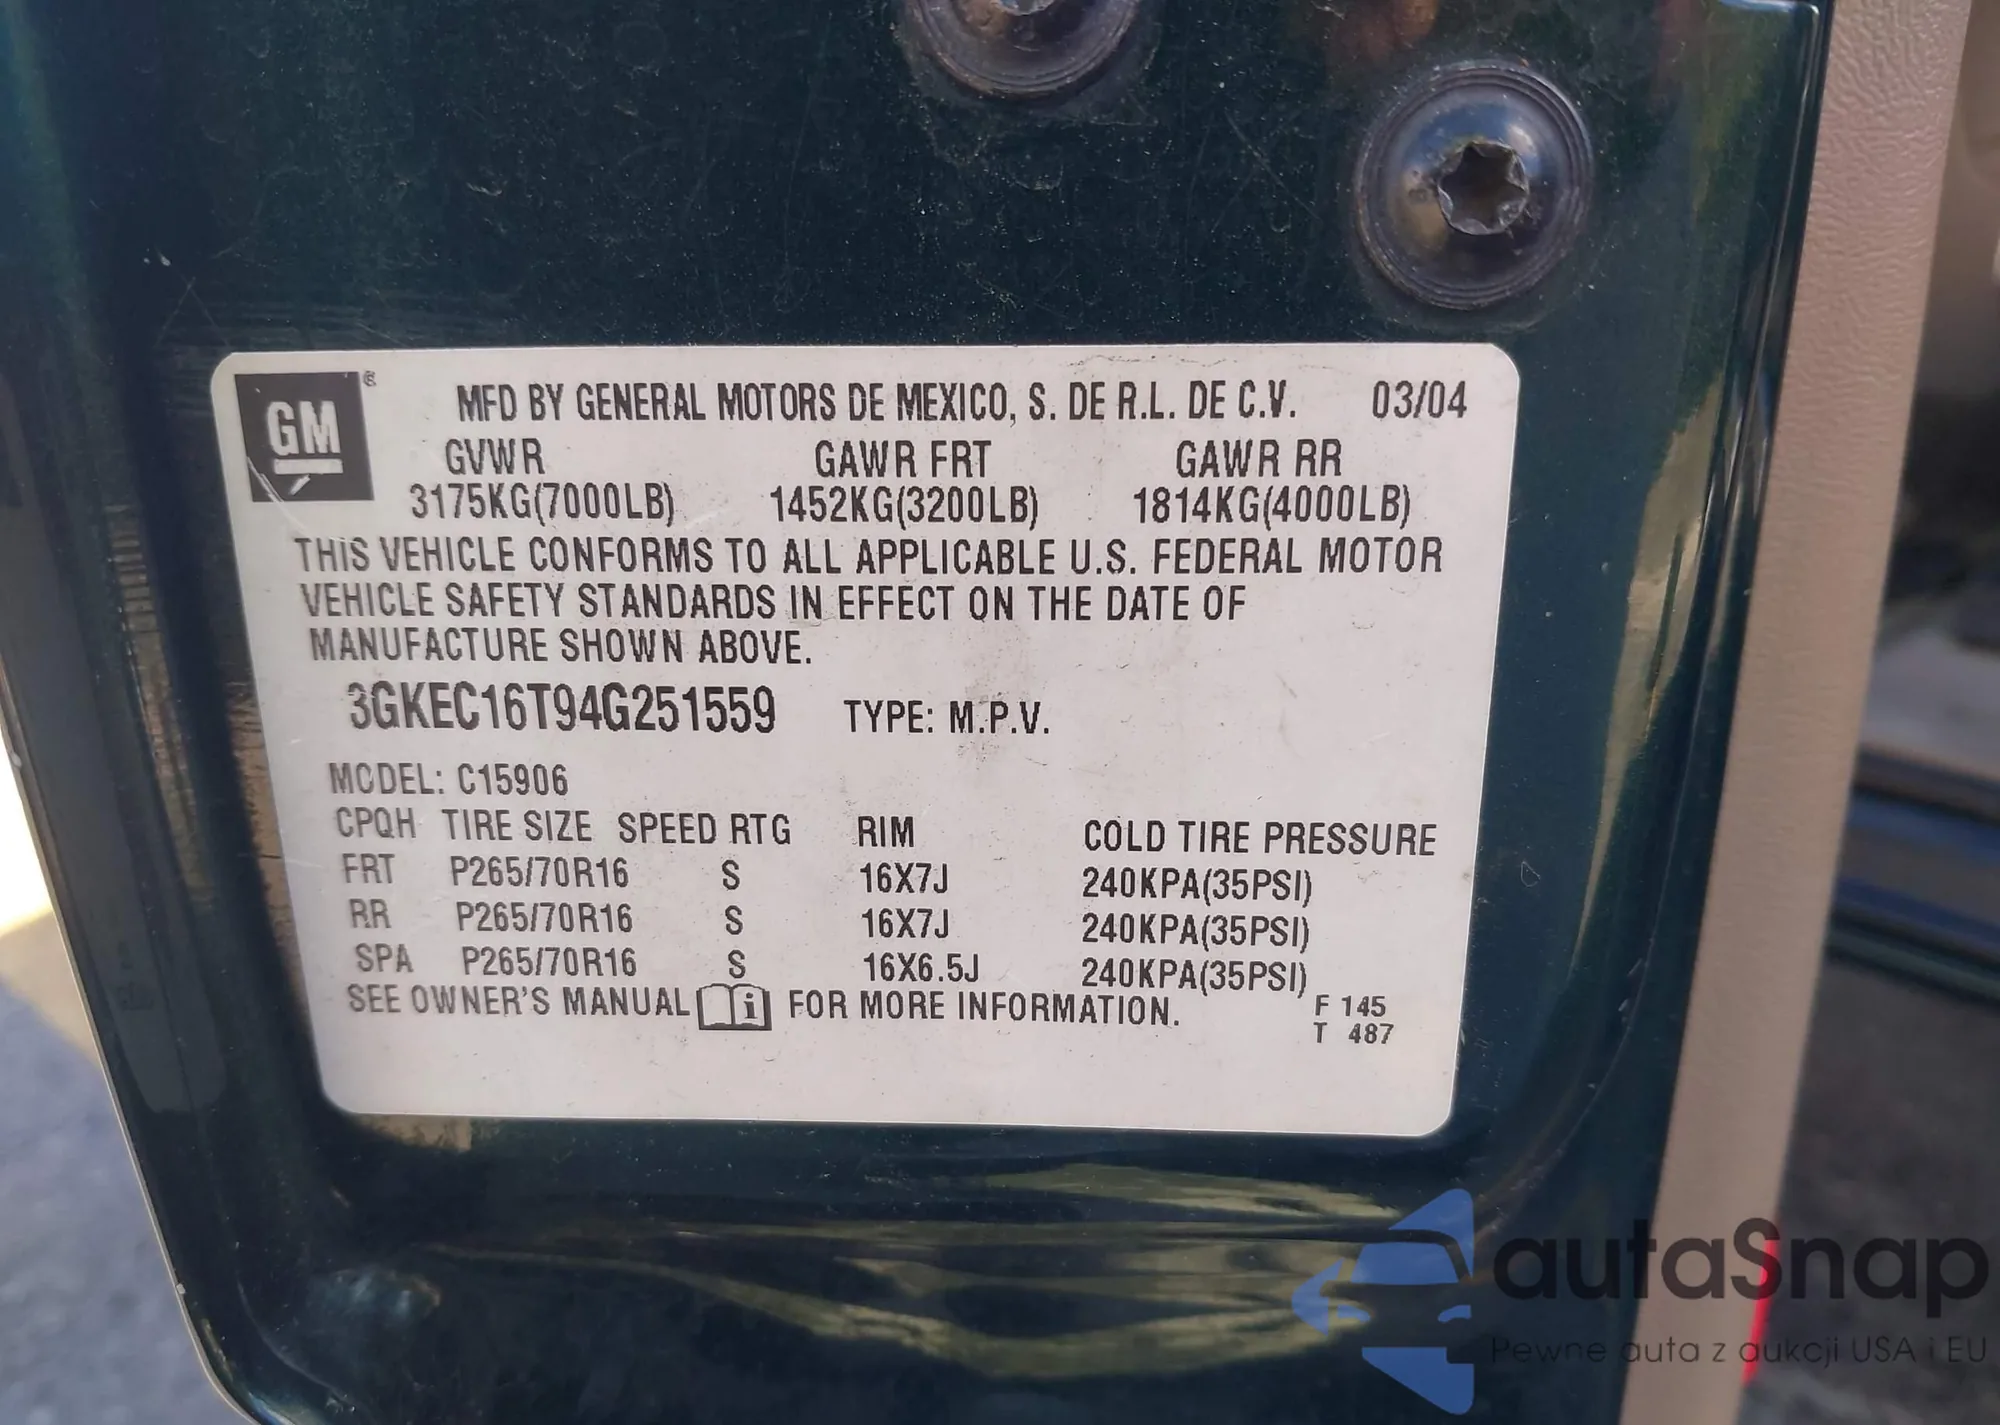 GM ®
MFD BY GENERAL MOTORS DE MEXICO, S. DE R.L. DE C.V. 03/04
GVWR GAWR FRT GAWR RR
3175KG(7000LB) 1452KG(3200LB) 1814KG(4000LB)
THIS VEHICLE CONFORMS TO ALL APPLICABLE U.S. FEDERAL MOTOR
VEHICLE SAFETY STANDARDS IN EFFECT ON THE DATE OF
MANUFACTURE SHOWN ABOVE.
3GKEC16T94G251559 TYPE: M.P.V.
MODEL: C15906
CPQH TIRE SIZE SPEED RTG RIM COLD TIRE PRESSURE
FRT P265/70R16 S 16X7J 240KPA(35PSI)
RR P265/70R16 S 16X7J 240KPA(35PSI)
SPA P265/70R16 S 16X6.5J 240KPA(35PSI)
SEE OWNER'S MANUAL i FOR MORE INFORMATION.
F 145
T 487
autaSnap
Pewne auta z aukcji USA i EU